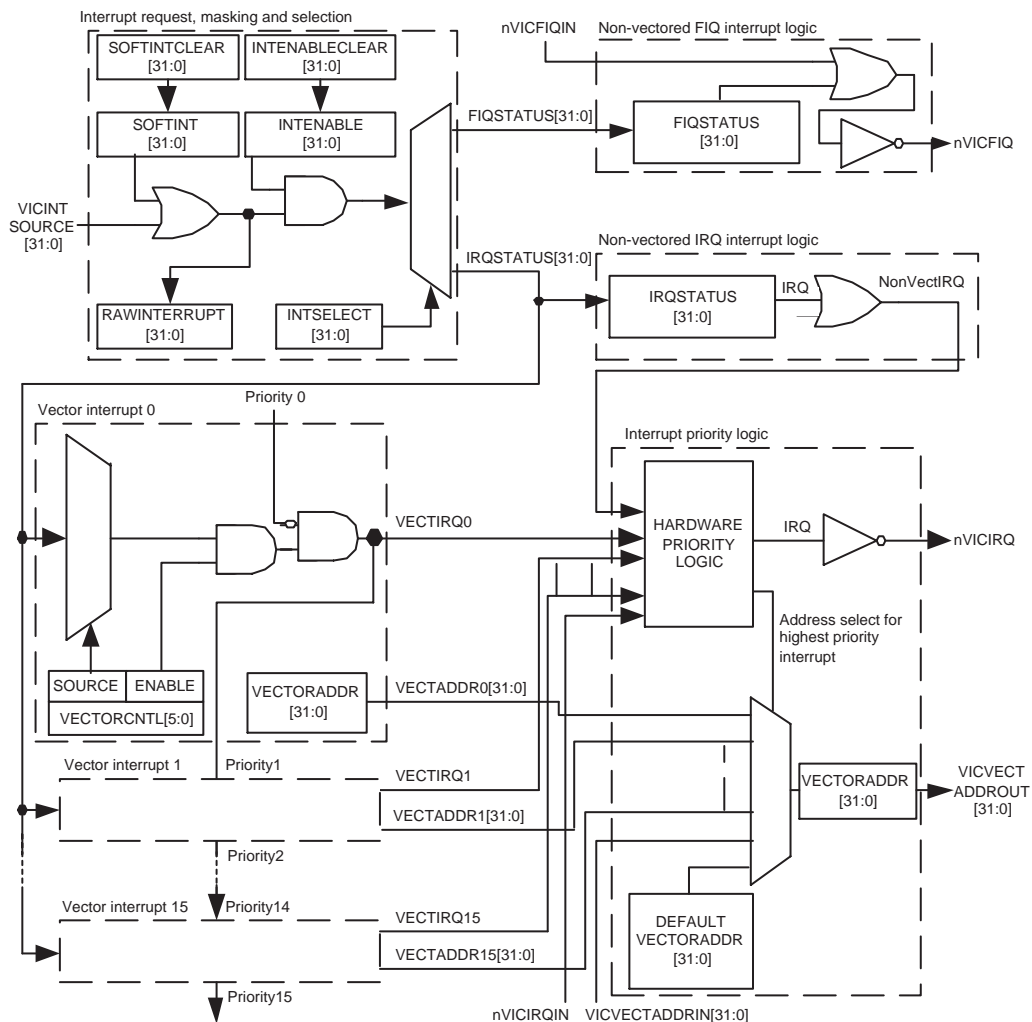 Interrupt request, masking and selection
SOFTINTCLEAR
[31:0]
INTENABLECLEAR
[31:0]
SOFTINT
[31:0]
INTENABLE
[31:0]
VICINT
SOURCE
[31:0]
RAWINTERRUPT
[31:0]
INTSELECT
[31:0]
FIQSTATUS[31:0]
IRQSTATUS[31:0]
nVICFIQIN
Non-vectored FIQ interrupt logic
FIQSTATUS
[31:0]
nVICFIQ
Non-vectored IRQ interrupt logic
IRQSTATUS
[31:0]
IRQ
NonVectIRQ
Priority 0
Vector interrupt 0
VECTIRQ0
SOURCE
ENABLE
VECTORCNTL[5:0]
VECTORADDR
[31:0]
VECTADDR0[31:0]
Interrupt priority logic
HARDWARE
PRIORITY
LOGIC
IRQ
nVICIRQ
Address select for
highest priority
interrupt
VECTORADDR
[31:0]
VICVECT
ADDROUT
[31:0]
DEFAULT
VECTORADDR
[31:0]
Vector interrupt 1
Priority1
VECTIRQ1
VECTADDR1[31:0]
Priority2
Vector interrupt 15
Priority14
VECTIRQ15
VECTADDR15[31:0]
Priority15
nVICIRQIN
VICVECTADDRIN[31:0]